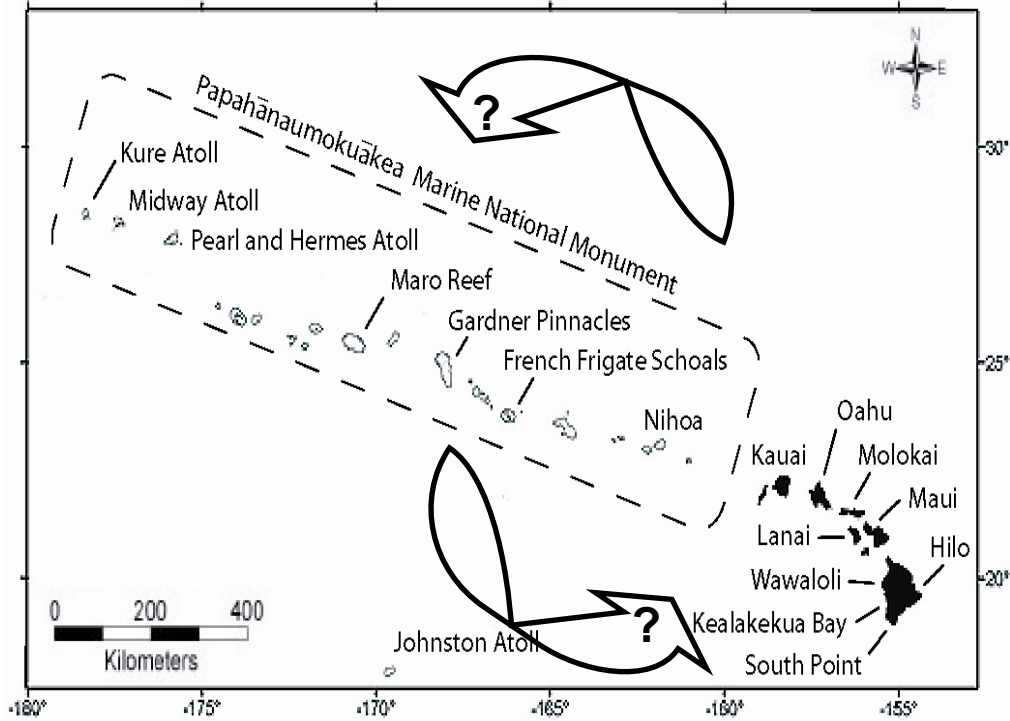 N
W E
S
?
Papahānaumokuākea Marine National Monument
30°
Kure Atoll
Midway Atoll
Pearl and Hermes Atoll
Maro Reef
Gardner Pinnacles
French Frigate Schoals
25°
Nihoa
Oahu
Kauai
Molokai
Maui
Lanai
Hilo
Wawaloli
20°
Kealakekua Bay
South Point
?
Johnston Atoll
0 200 400
Kilometers
-180° -175° -170° -165° -160° -155°